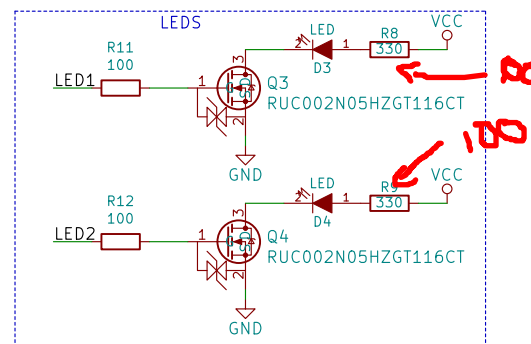 LEDS
LED
VCC
R11
100
R8
330
3
2
1
D3
LED1
1
G
D
S
Q3
RUC002N05HZGT116CT
2
GND
100
LED
VCC
R12
100
R9
330
3
2
1
D4
LED2
1
G
D
S
Q4
RUC002N05HZGT116CT
2
GND